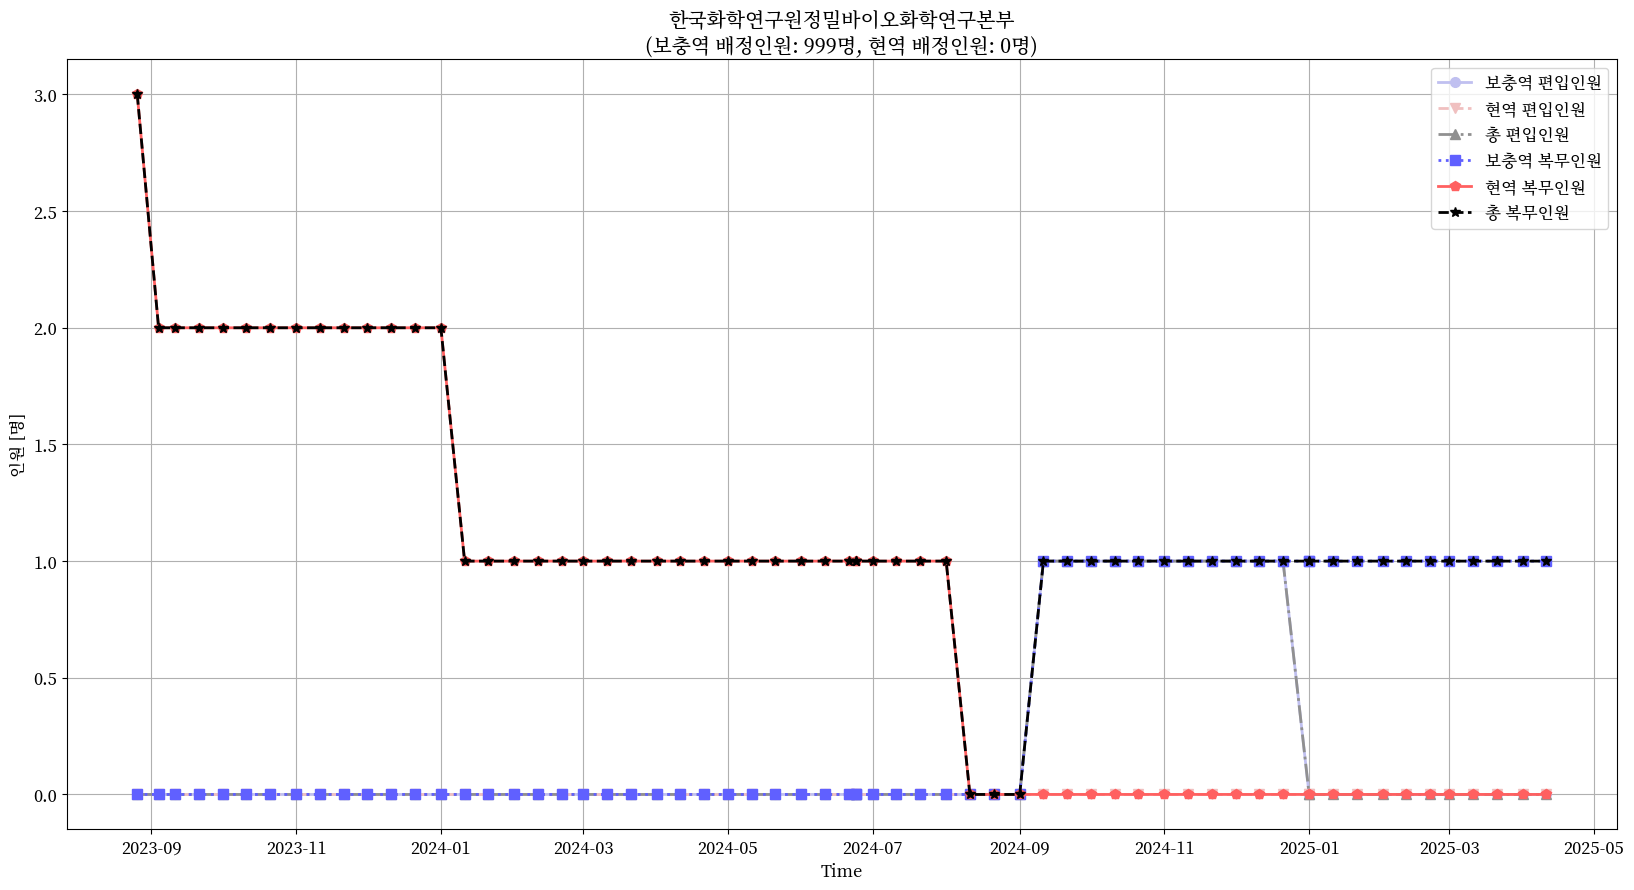 한국화학연구원정밀바이오화학연구본부
(보충역 배정인원: 999명, 현역 배정인원: 0명)
보충역 편입인원
현역 편입인원
총 편입인원
보충역 복무인원
현역 복무인원
총 복무인원
인원 [명]
3.0
2.5
2.0
1.5
1.0
0.5
0.0
2023-09
2023-11
2024-01
2024-03
2024-05
2024-07
2024-09
2024-11
2025-01
2025-03
2025-05
Time